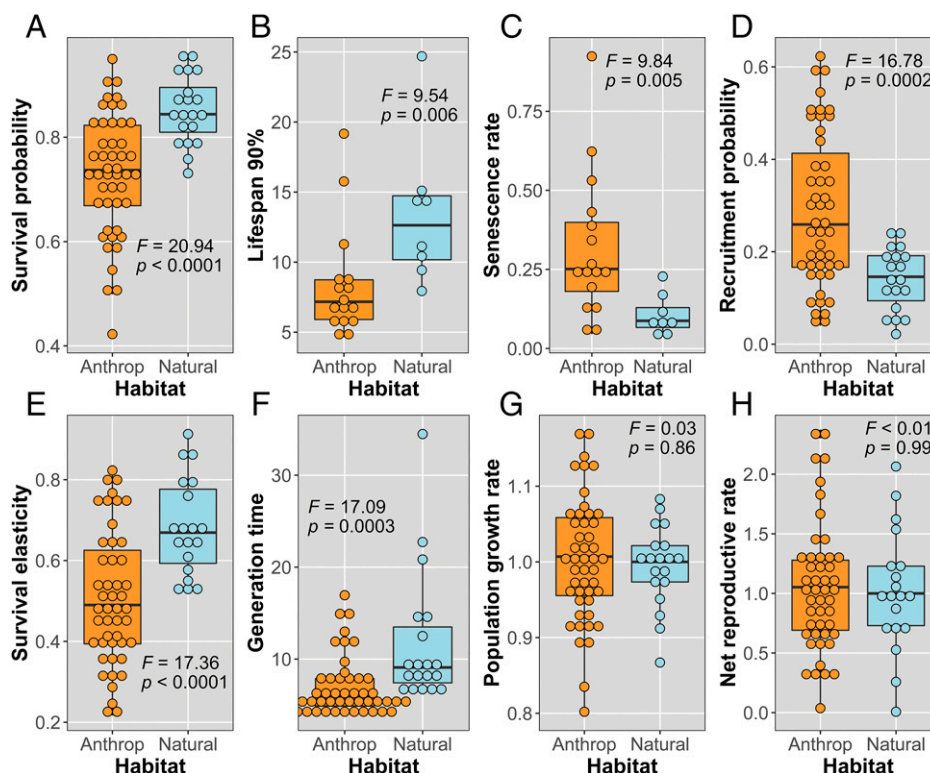 A
Survival probability
0.8
0.6
0.4
F = 20.94
p < 0.0001
Anthrop Natural
Habitat
B
Lifespan 90%
25
20
15
10
5
F = 9.54
p = 0.006
Anthrop Natural
Habitat
C
Senescence rate
0.75
0.50
0.25
0.00
F = 9.84
p = 0.005
Anthrop Natural
Habitat
D
Recruitment probability
0.6
0.4
0.2
0.0
F = 16.78
p = 0.0002
Anthrop Natural
Habitat
E
Survival elasticity
0.8
0.6
0.4
0.2
F = 17.36
p < 0.0001
Anthrop Natural
Habitat
F
Generation time
30
20
10
F = 17.09
p = 0.0003
Anthrop Natural
Habitat
G
Population growth rate
1.1
1.0
0.9
0.8
F = 0.03
p = 0.86
Anthrop Natural
Habitat
H
Net reproductive rate
2.0
1.5
1.0
0.5
0.0
F < 0.01
p = 0.99
Anthrop Natural
Habitat